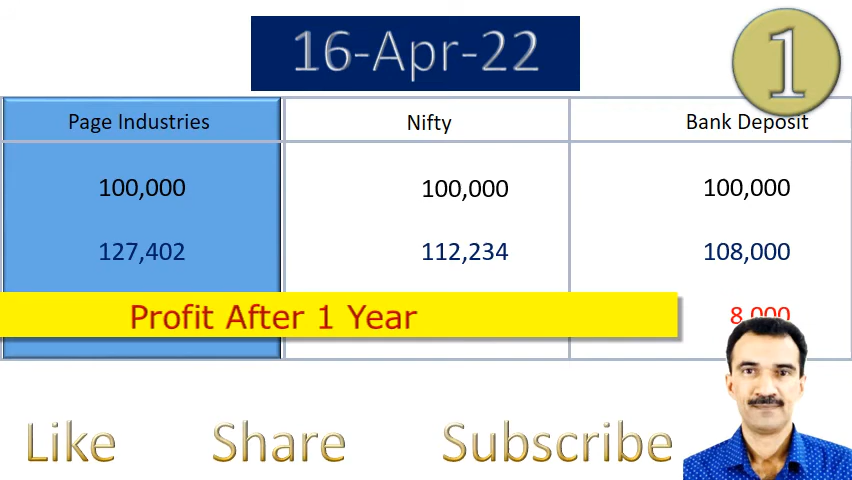 16-Apr-22
1
Page Industries Nifty Bank Deposit
100,000 100,000 100,000
127,402 112,234 108,000
Profit After 1 Year 8,000
Like Share Subscribe